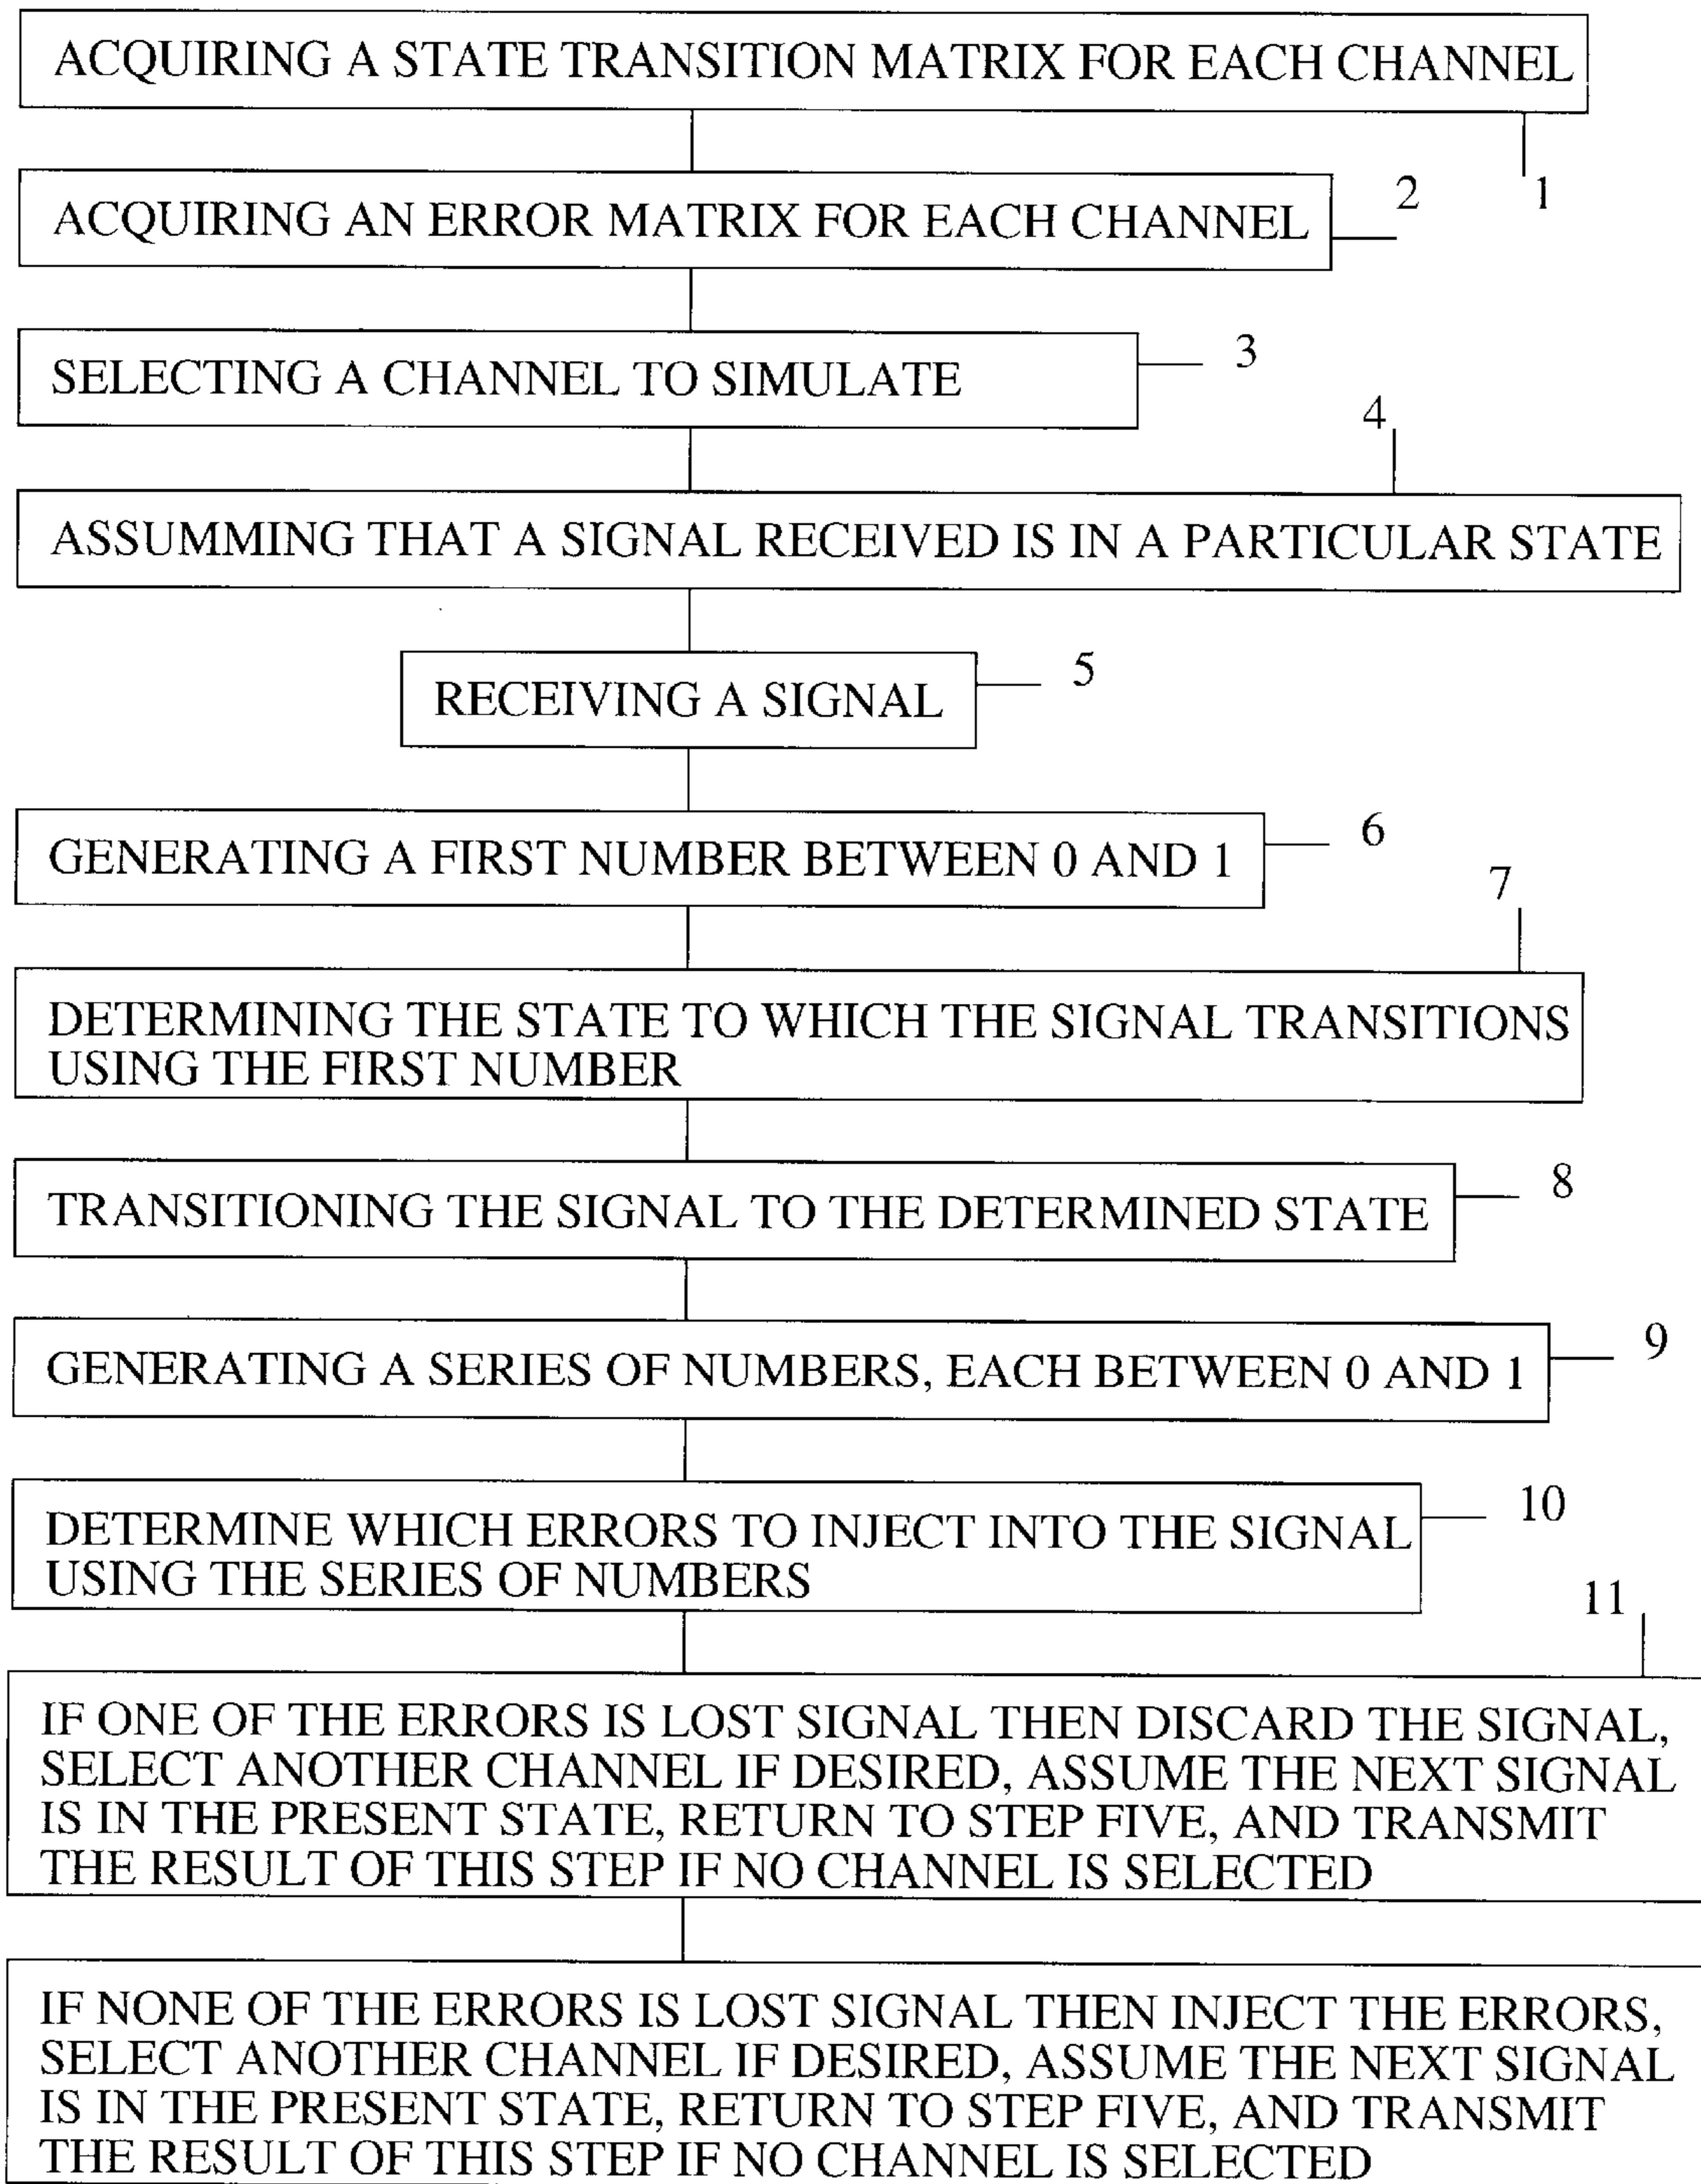 ACQUIRING A STATE TRANSITION MATRIX FOR EACH CHANNEL
1
ACQUIRING AN ERROR MATRIX FOR EACH CHANNEL
2
SELECTING A CHANNEL TO SIMULATE
3
4
ASSUMMING THAT A SIGNAL RECEIVED IS IN A PARTICULAR STATE
RECEIVING A SIGNAL
5
GENERATING A FIRST NUMBER BETWEEN 0 AND 1
6
7
DETERMINING THE STATE TO WHICH THE SIGNAL TRANSITIONS
USING THE FIRST NUMBER
TRANSITIONING THE SIGNAL TO THE DETERMINED STATE
8
GENERATING A SERIES OF NUMBERS, EACH BETWEEN 0 AND 1
9
DETERMINE WHICH ERRORS TO INJECT INTO THE SIGNAL
USING THE SERIES OF NUMBERS
10
11
IF ONE OF THE ERRORS IS LOST SIGNAL THEN DISCARD THE SIGNAL,
SELECT ANOTHER CHANNEL IF DESIRED, ASSUME THE NEXT SIGNAL
IS IN THE PRESENT STATE, RETURN TO STEP FIVE, AND TRANSMIT
THE RESULT OF THIS STEP IF NO CHANNEL IS SELECTED
IF NONE OF THE ERRORS IS LOST SIGNAL THEN INJECT THE ERRORS,
SELECT ANOTHER CHANNEL IF DESIRED, ASSUME THE NEXT SIGNAL
IS IN THE PRESENT STATE, RETURN TO STEP FIVE, AND TRANSMIT
THE RESULT OF THIS STEP IF NO CHANNEL IS SELECTED